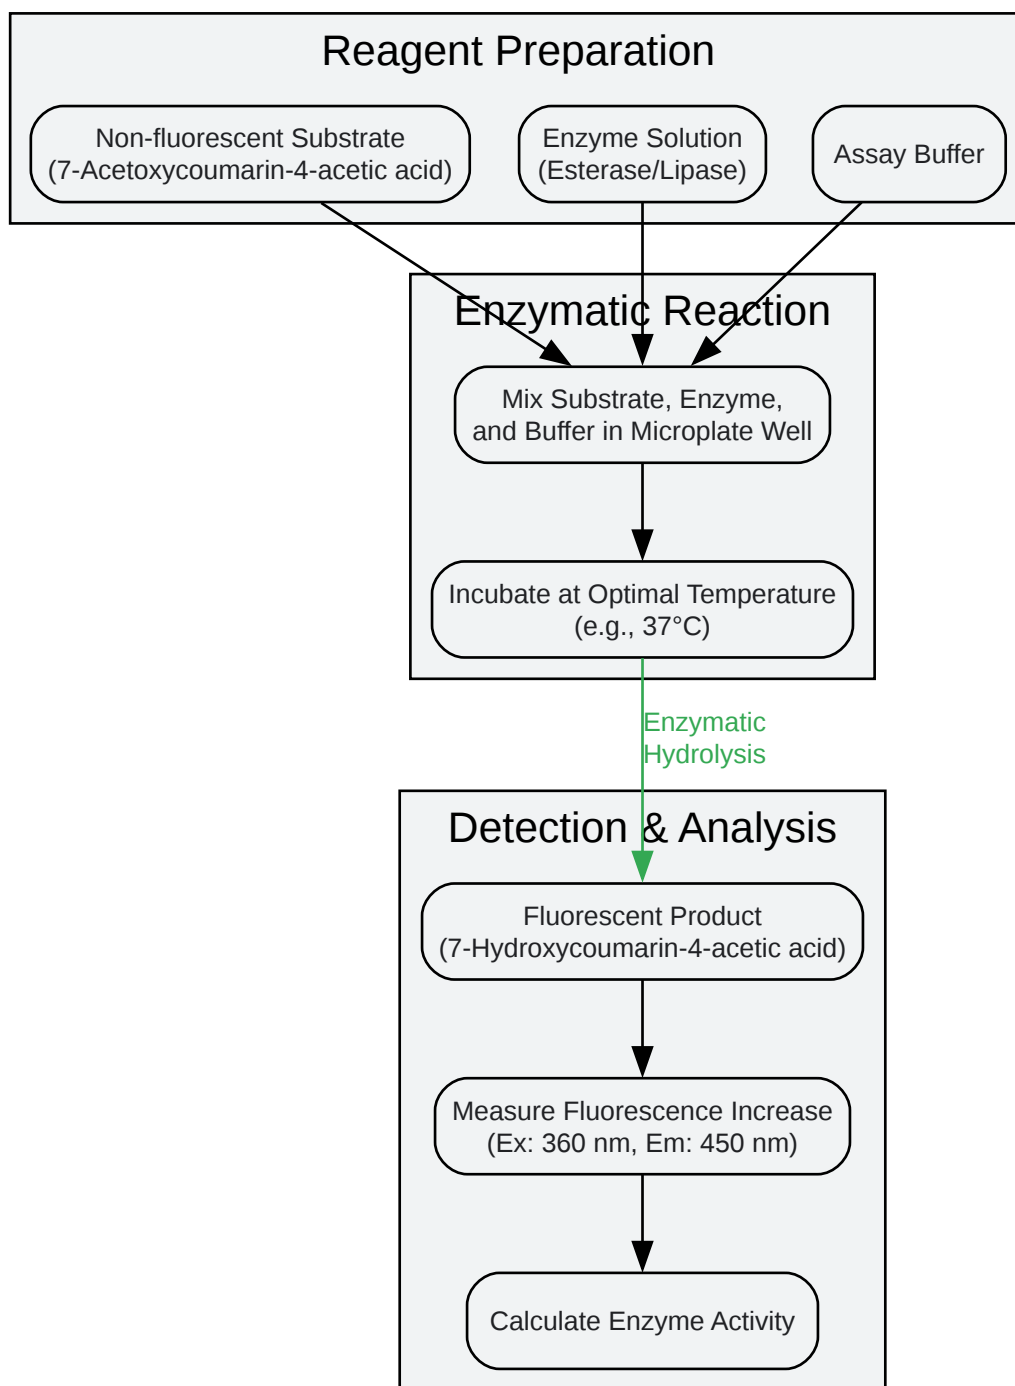 Reagent Preparation
Non-fluorescent Substrate
(7-Acetoxycoumarin-4-acetic acid)
Enzyme Solution
(Esterase/Lipase)
Assay Buffer
Enzymatic Reaction
Mix Substrate, Enzyme,
and Buffer in Microplate Well
Incubate at Optimal Temperature
(e.g., 37°C)
Enzymatic
Hydrolysis
Detection & Analysis
Fluorescent Product
(7-Hydroxycoumarin-4-acetic acid)
Measure Fluorescence Increase
(Ex: 360 nm, Em: 450 nm)
Calculate Enzyme Activity